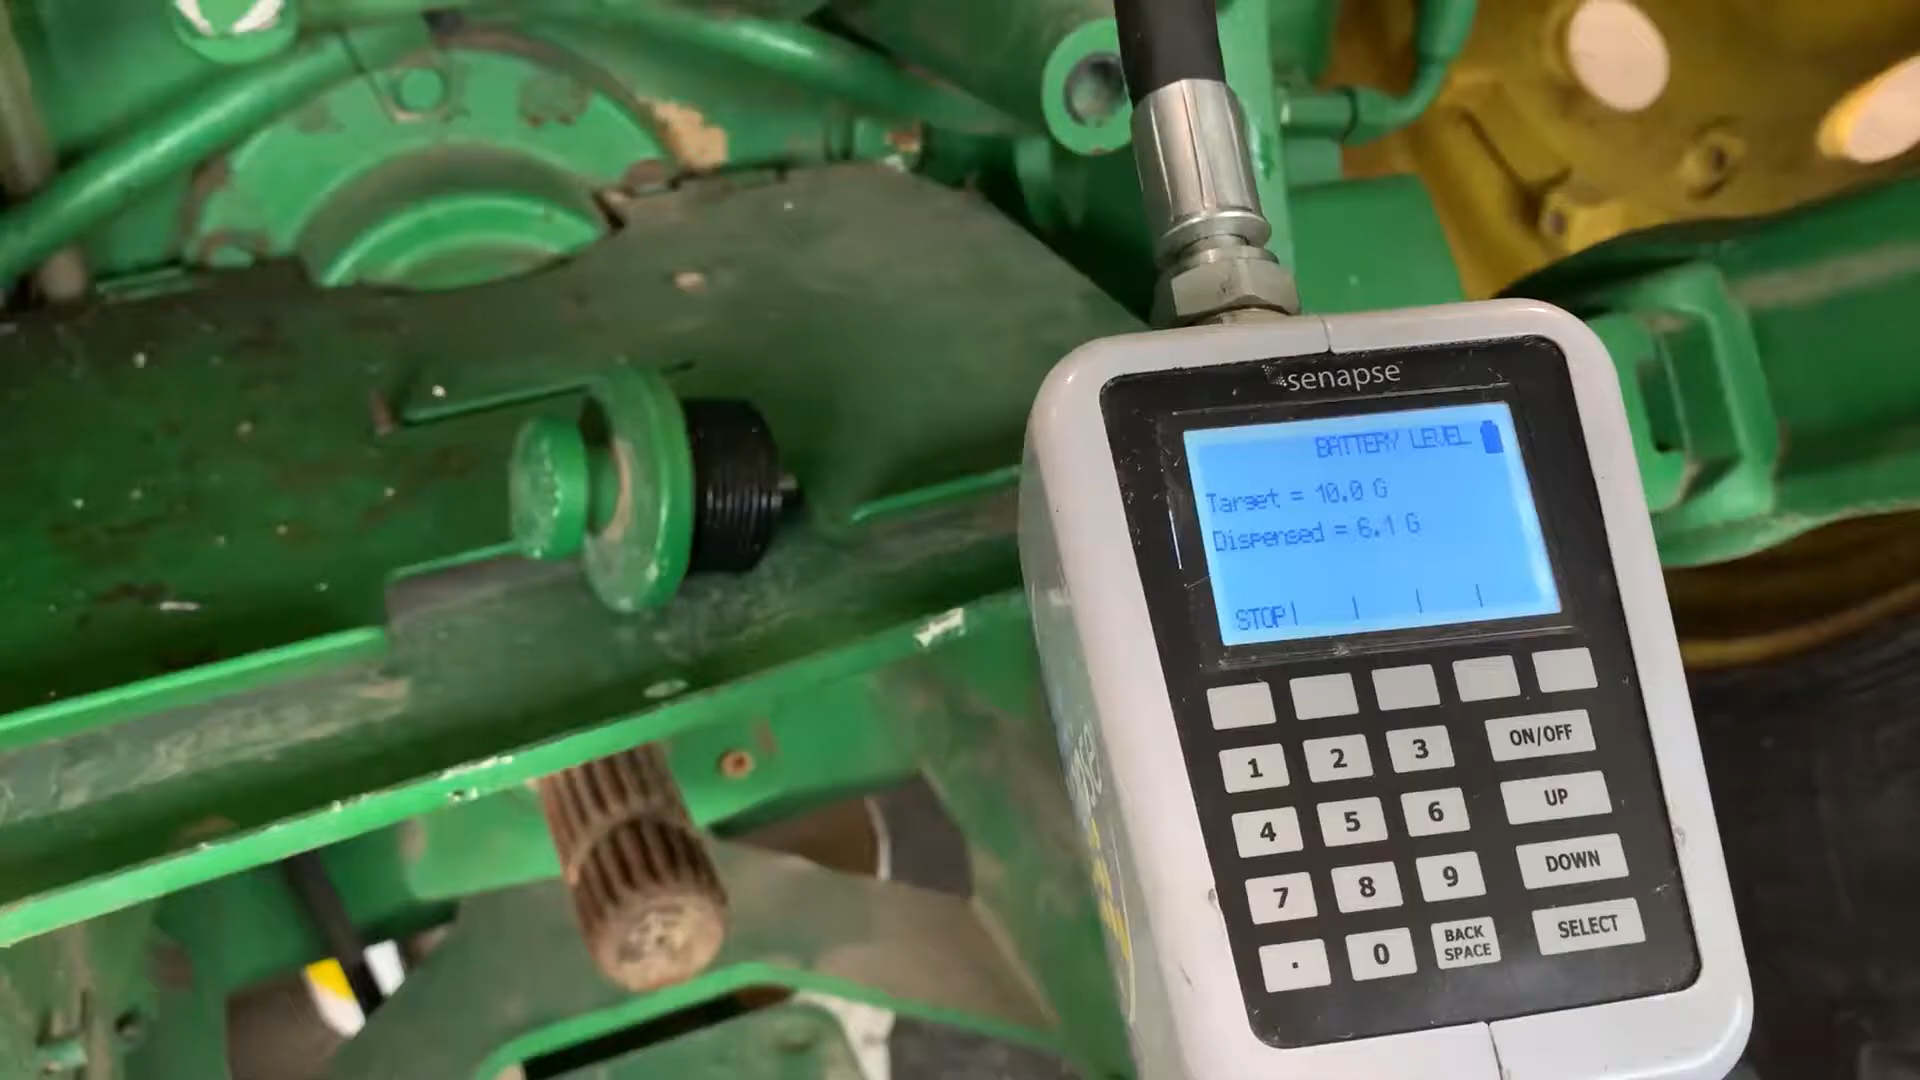 senapse
BATTERY LEVEL
Target = 10.0 G
Dispensed = 6.1 G
STOP| | | |
1 2 3 ON/OFF
4 5 6 UP
7 8 9 DOWN
. 0 BACK SPACE SELECT